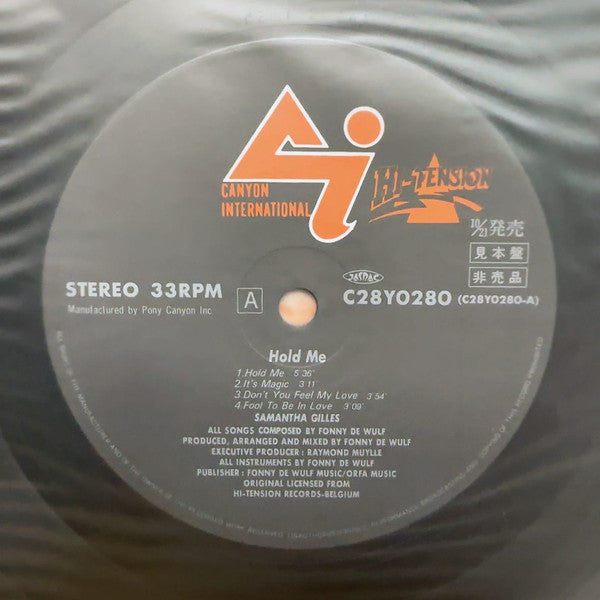 CANYON
INTERNATIONAL
HI-TENSION
10/21発売
見本盤
非売品
STEREO 33RPM
A
JASRAC
C28Y0280 (C28Y0280-A)
Manufactured by Pony Canyon Inc.
Hold Me
1.Hold Me 5'36"
2.It's Magic 3'11"
3.Don't You Feel My Love 3'54"
4.Fool To Be In Love 3'09"
SAMANTHA GILLES
ALL SONGS COMPOSED BY FONNY DE WULF
PRODUCED, ARRANGED AND MIXED BY FONNY DE WULF
EXECUTIVE PRODUCER : RAYMOND MUYLLE
ALL INSTRUMENTS BY FONNY DE WULF
PUBLISHER : FONNY DE WULF MUSIC/ORFA MUSIC
ORIGINAL LICENSED FROM
HI-TENSION RECORDS-BELGIUM